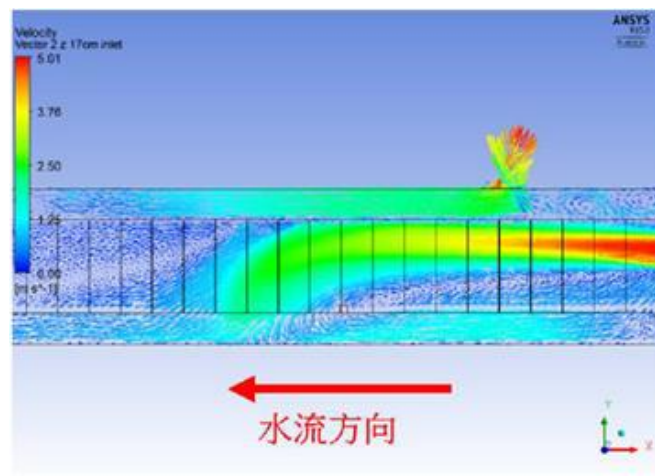 ANSYS
Velocity
Vector 2 z 17cm inlet
5.01
3.76
2.50
1.25
0.00
[m s^-1]
水流方向
Y
X